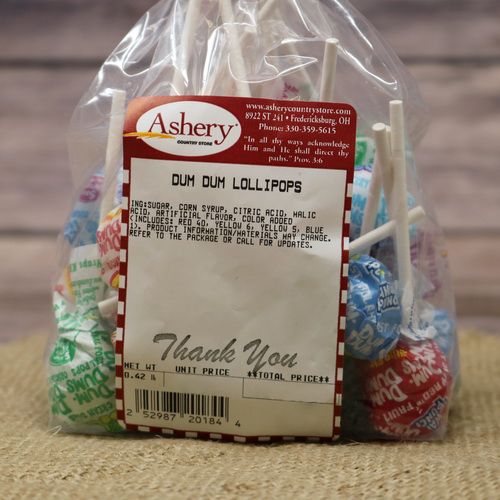 www.asherycountrystore.com
8922 ST 241 • Fredericksburg, OH
Phone: 330-359-5615
"In all thy ways acknowledge
Him and He shall direct thy
paths." Prov. 3:6
Ashery
COUNTRY STORE
DUM DUM LOLLIPOPS
ING:SUGAR, CORN SYRUP, CITRIC ACID, MALIC
ACID, ARTIFICIAL FLAVOR, COLOR ADDED
(INCLUDES: RED 40, YELLOW 6, YELLOW 5, BLUE
1). PRODUCT INFORMATION/MATERIALS MAY CHANGE.
REFER TO THE PACKAGE OR CALL FOR UPDATES.
Thank You
NET WT UNIT PRICE **TOTAL PRICE**
0.42 lb
2 52987 20184 4
DUM
DUMS
DUM-
DUMS